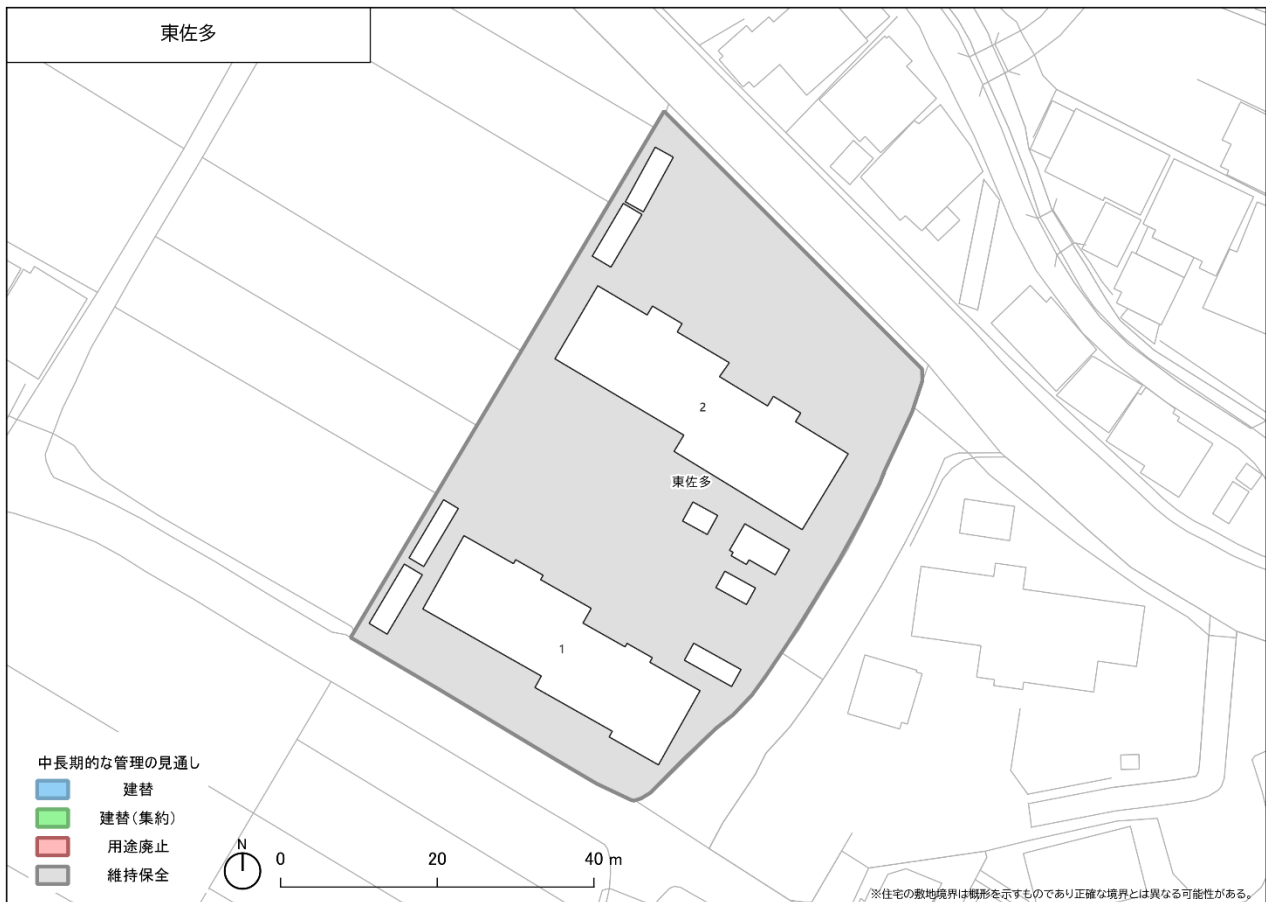 東佐多
2
東佐多
1
中長期的な管理の見通し
建替
建替(集約)
用途廃止
維持保全
N
0 20 40 m
※住宅の敷地境界は概形を示すものであり正確な境界とは異なる可能性がある。